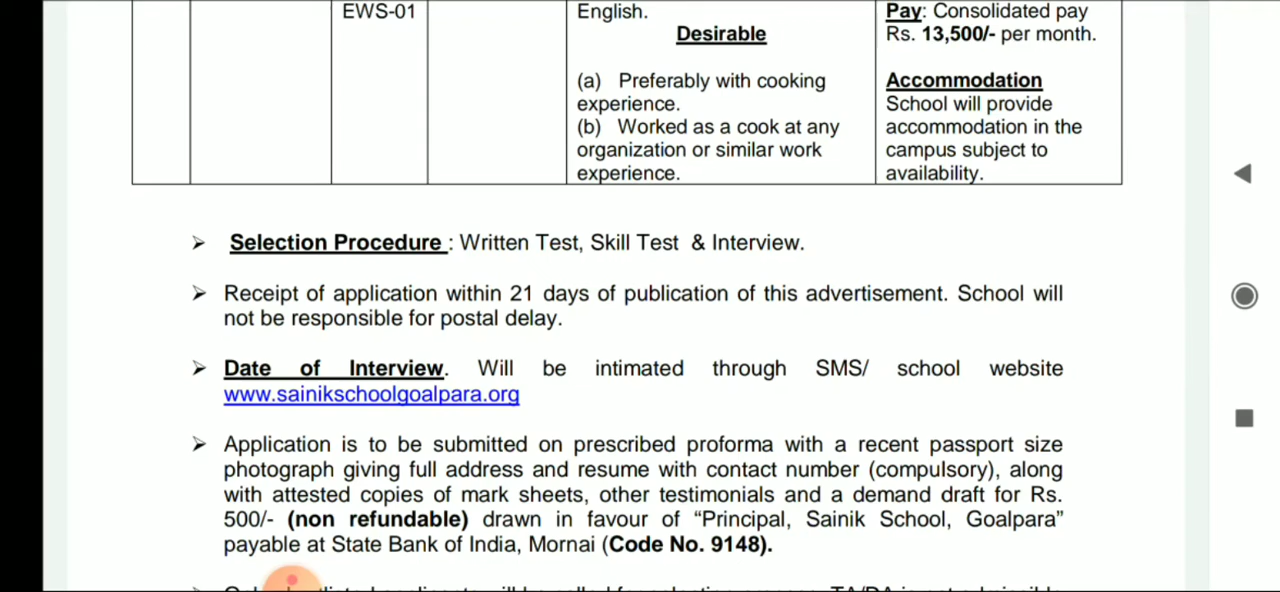 EWS-01
English.
Desirable
(a) Preferably with cooking
experience.
(b) Worked as a cook at any
organization or similar work
experience.
Pay: Consolidated pay
Rs. 13,500/- per month.
Accommodation
School will provide
accommodation in the
campus subject to
availability.
➢ Selection Procedure : Written Test, Skill Test & Interview.
➢ Receipt of application within 21 days of publication of this advertisement. School will
not be responsible for postal delay.
➢ Date of Interview. Will be intimated through SMS/ school website
www.sainikschoolgoalpara.org
➢ Application is to be submitted on prescribed proforma with a recent passport size
photograph giving full address and resume with contact number (compulsory), along
with attested copies of mark sheets, other testimonials and a demand draft for Rs.
500/- (non refundable) drawn in favour of “Principal, Sainik School, Goalpara”
payable at State Bank of India, Mornai (Code No. 9148).